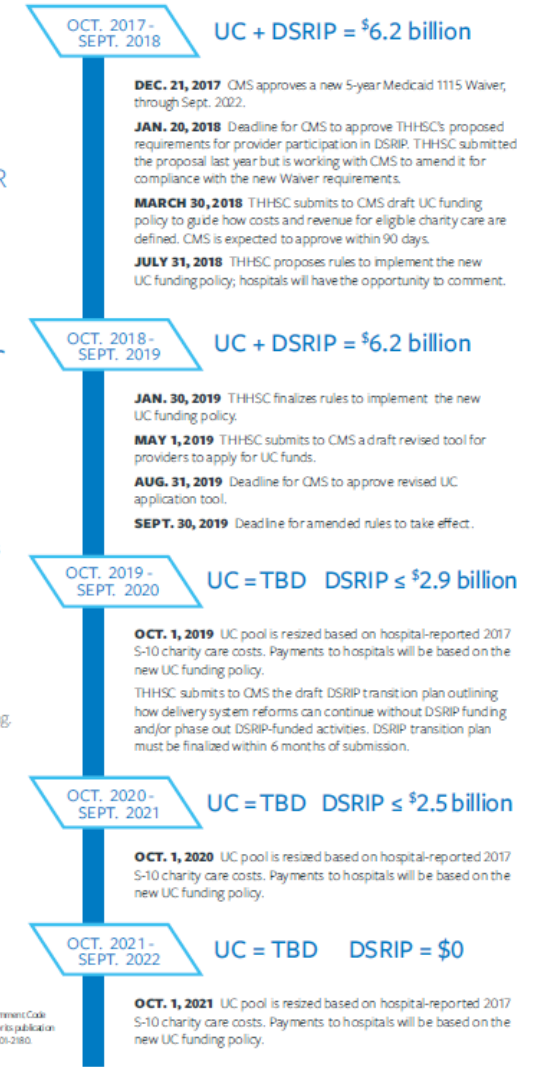 OCT. 2017-
SEPT. 2018
UC + DSRIP = $6.2 billion
DEC. 21, 2017 CMS approves a new 5-year Medicaid 1115 Waiver,
through Sept. 2022.
JAN. 20, 2018 Deadline for CMS to approve THHSC's proposed
requirements for provider participation in DSRIP. THHSC submitted
the proposal last year but is working with CMS to amend it for
compliance with the new Waiver requirements.
MARCH 30, 2018 THHSC submits to CMS draft UC funding
policy to guide how costs and revenue for eligible charity care are
defined. CMS is expected to approve within 90 days.
JULY 31, 2018 THHSC proposes rules to implement the new
UC funding policy; hospitals will have the opportunity to comment.
R
OCT. 2018-
SEPT. 2019
UC + DSRIP = $6.2 billion
JAN. 30, 2019 THHSC finalizes rules to implement the new
UC funding policy.
MAY 1, 2019 THHSC submits to CMS a draft revised tool for
providers to apply for UC funds.
AUG. 31, 2019 Deadline for CMS to approve revised UC
application tool.
SEPT. 30, 2019 Deadline for amended rules to take effect.
OCT. 2019-
SEPT. 2020
UC = TBD DSRIP ≤ $2.9 billion
OCT. 1, 2019 UC pool is resized based on hospital-reported 2017
S-10 charity care costs. Payments to hospitals will be based on the
new UC funding policy.
THHSC submits to CMS the draft DSRIP transition plan outlining
how delivery system reforms can continue without DSRIP funding
and/or phase out DSRIP-funded activities. DSRIP transition plan
must be finalized within 6 months of submission.
g.
OCT. 2020-
SEPT. 2021
UC = TBD DSRIP ≤ $2.5 billion
OCT. 1, 2020 UC pool is resized based on hospital-reported 2017
S-10 charity care costs. Payments to hospitals will be based on the
new UC funding policy.
OCT. 2021-
SEPT. 2022
UC = TBD DSRIP = $0
OCT. 1, 2021 UC pool is resized based on hospital-reported 2017
S-10 charity care costs. Payments to hospitals will be based on the
new UC funding policy.
nment Code
or its publication
01-2180.